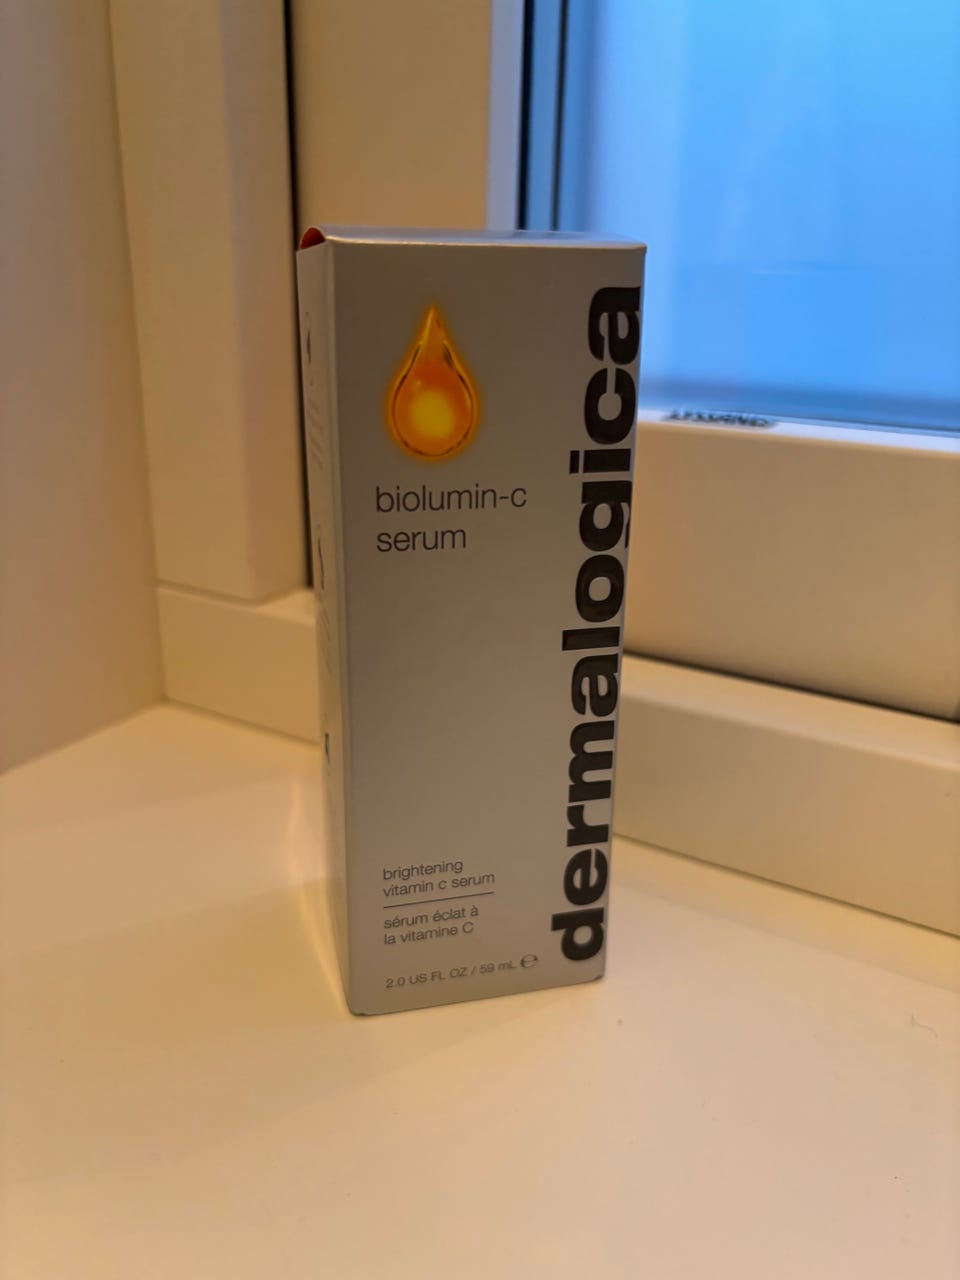 biolumin-c
serum
dermalogica
brightening
vitamin c serum
sérum éclat à
la vitamine C
2.0 US FL OZ / 59 mL ℮